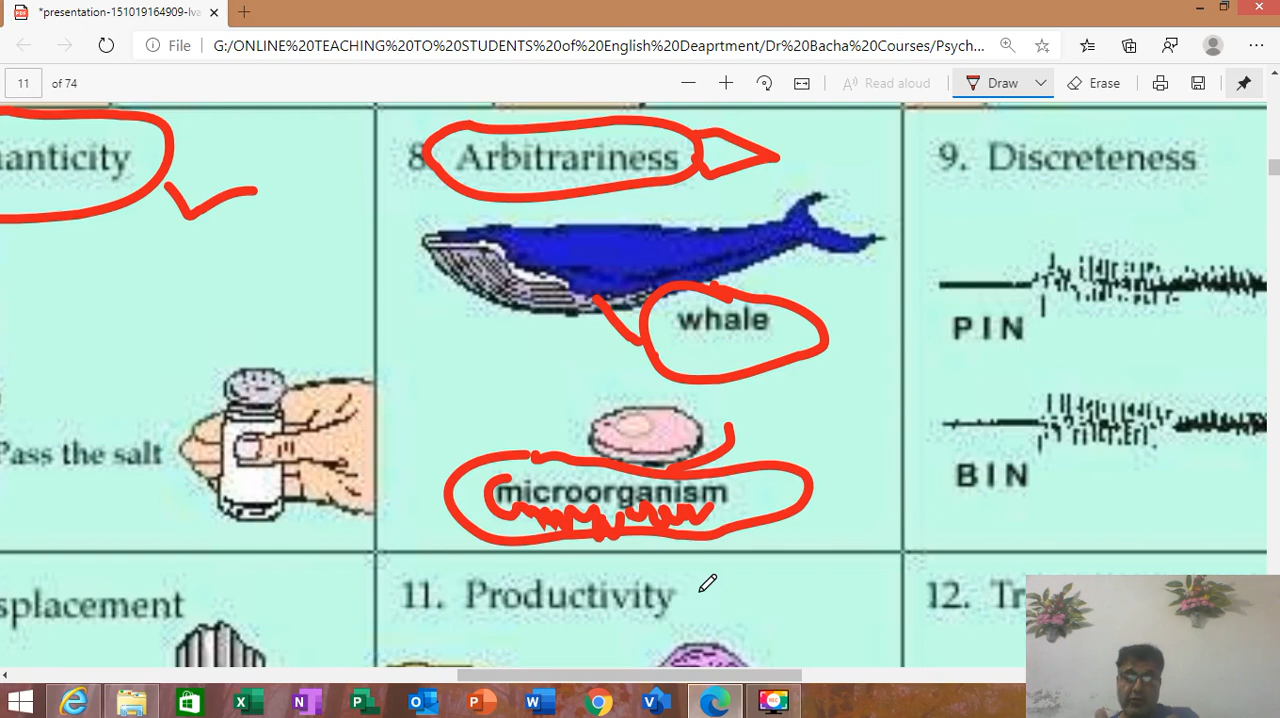 *presentation-151019164909-lva
File
G:/ONLINE%20TEACHING%20TO%20STUDENTS%20of%20English%20Deaprtment/Dr%20Bacha%20Courses/Psych...
11
of 74
Read aloud
Draw
Erase
anticity
8
Arbitrariness
9. Discreteness
whale
PIN
Pass the salt
BIN
microorganism
splacement
11. Productivity
12. Tr